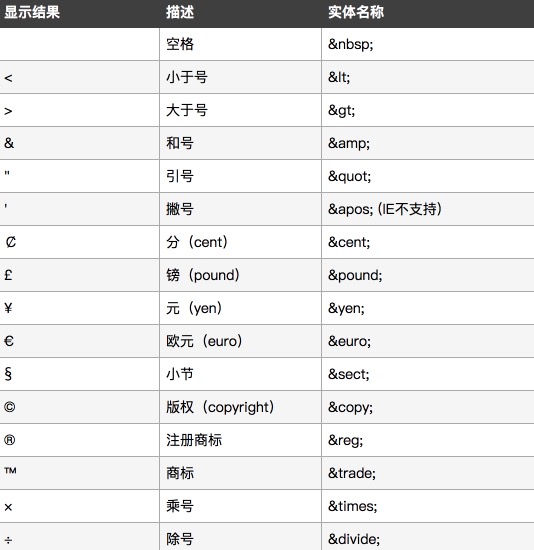 显示结果 描述 实体名称
空格 &nbsp;
< 小于号 &lt;
> 大于号 &gt;
& 和号 &amp;
" 引号 &quot;
' 撇号 &apos; (IE不支持)
₡ 分（cent） &cent;
£ 镑（pound） &pound;
¥ 元（yen） &yen;
€ 欧元（euro） &euro;
§ 小节 &sect;
© 版权（copyright） &copy;
® 注册商标 &reg;
™ 商标 &trade;
× 乘号 &times;
÷ 除号 &divide;